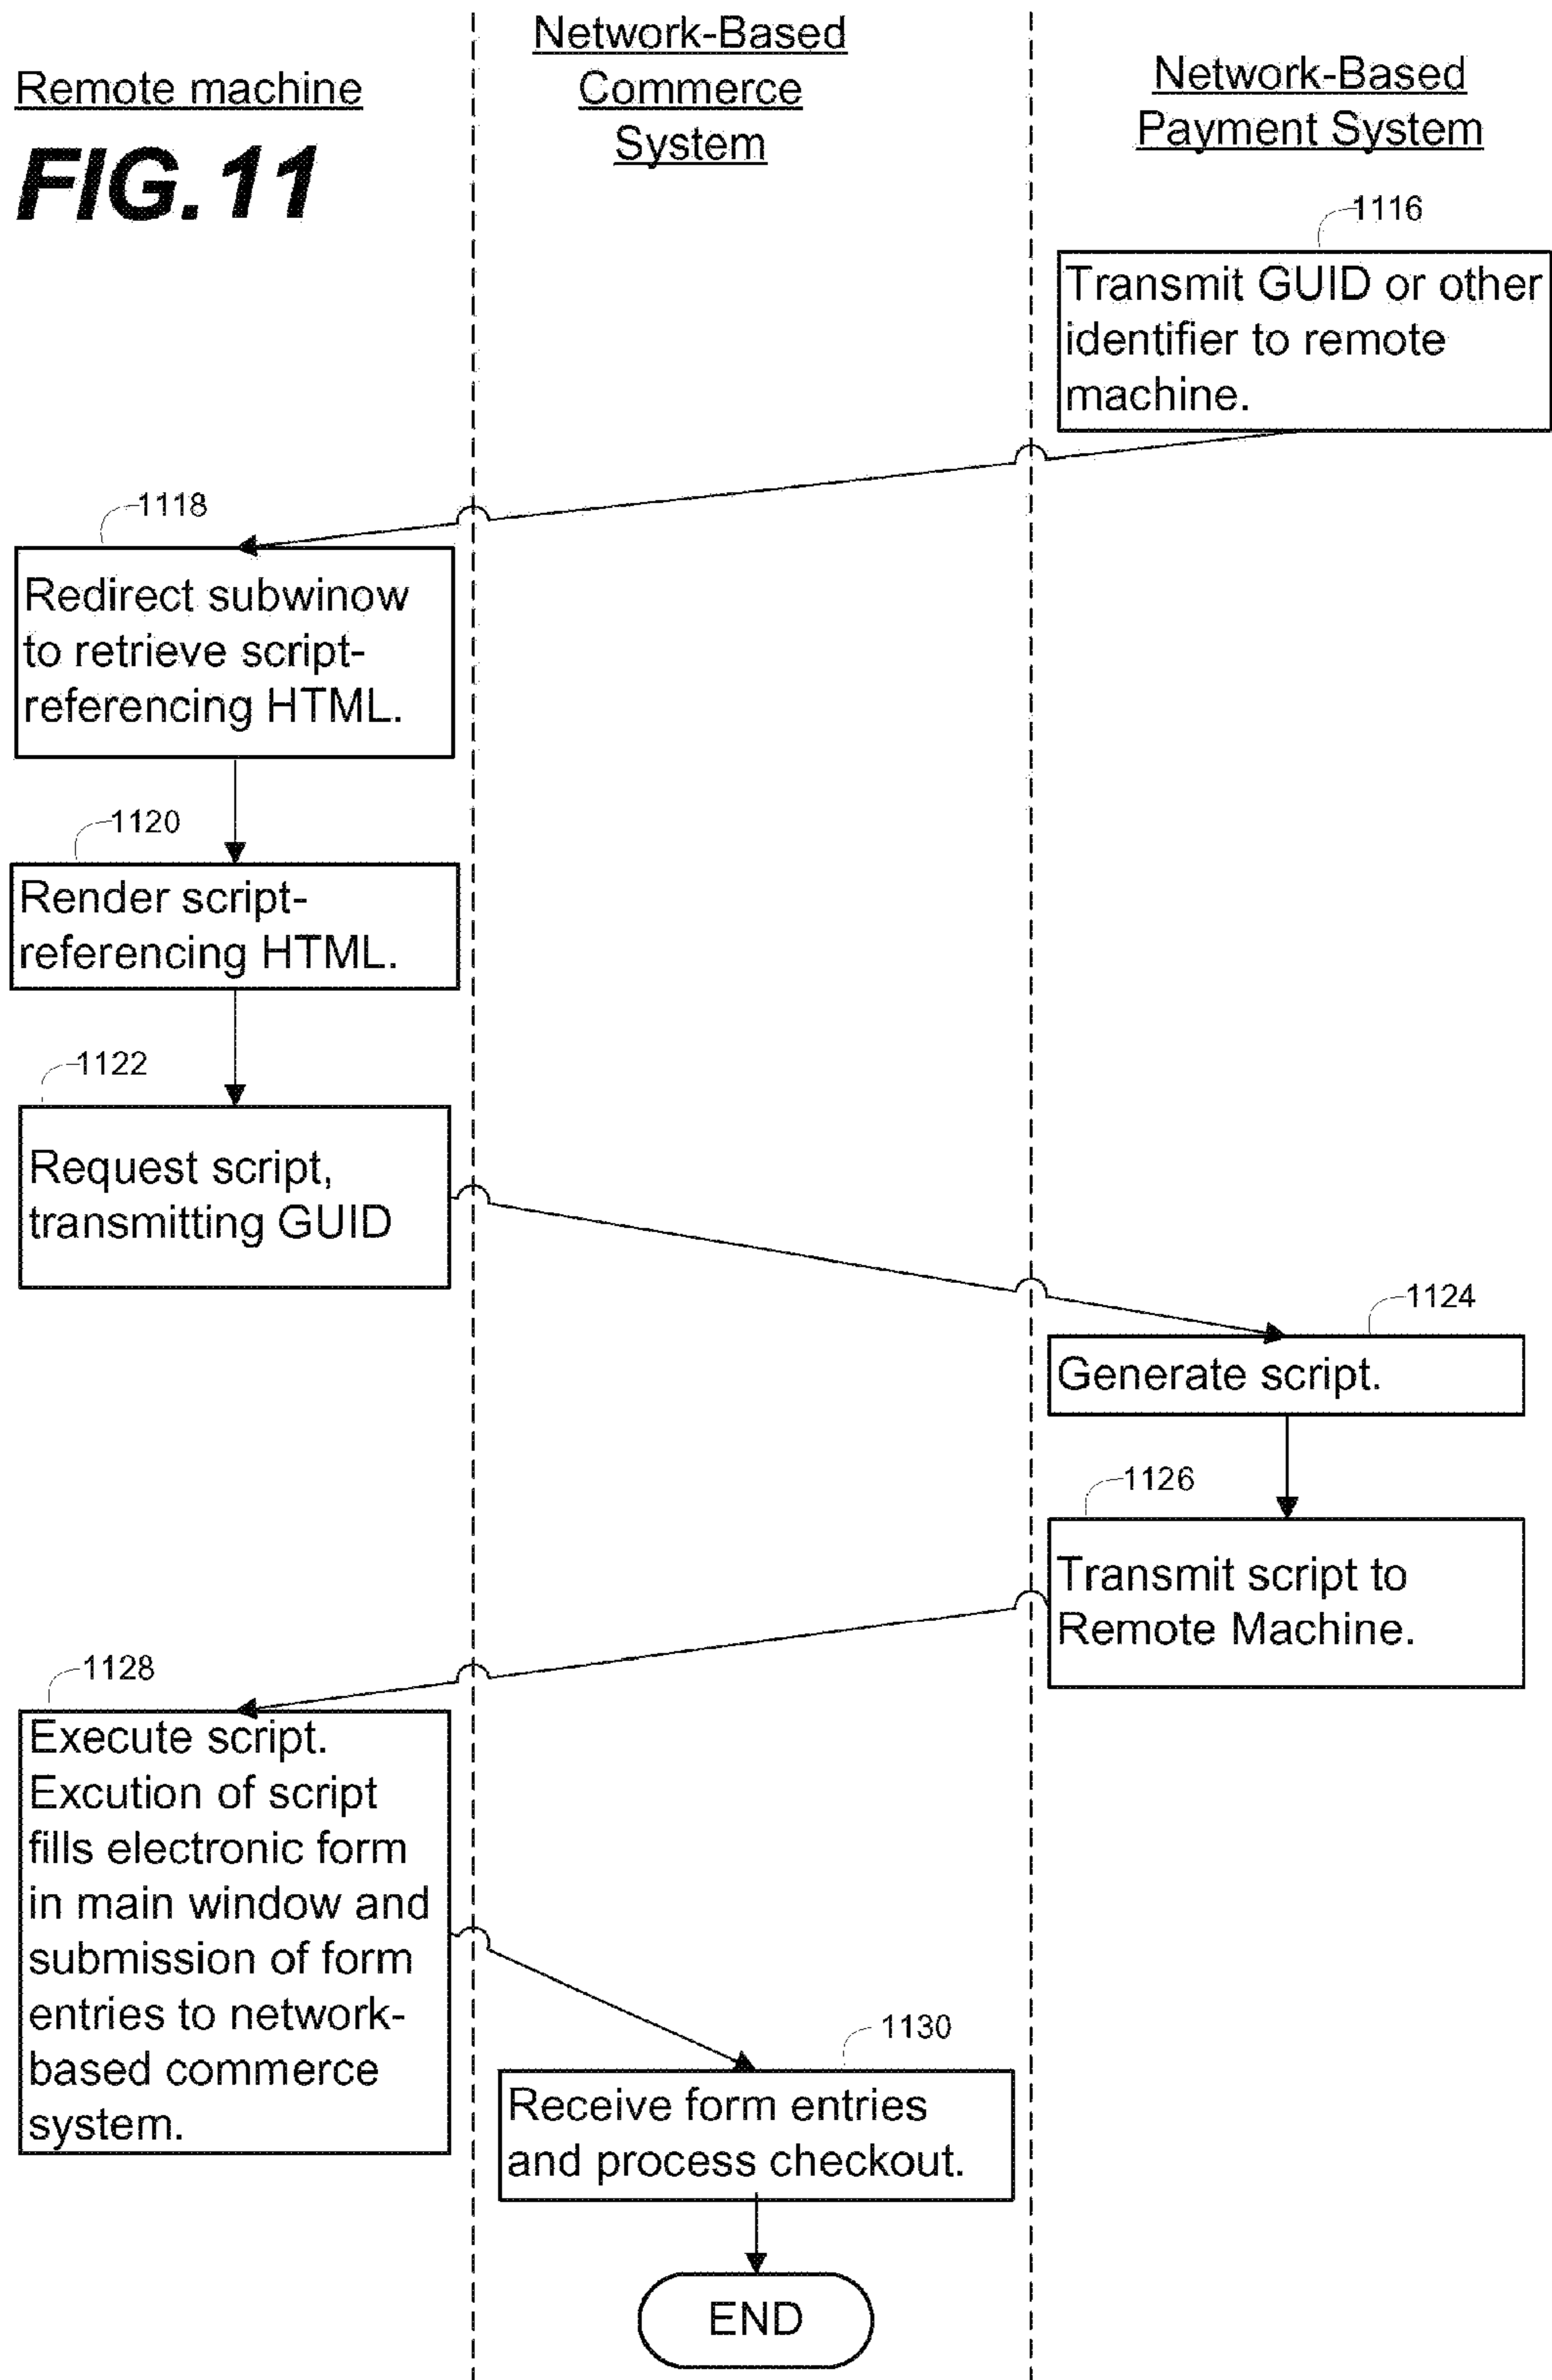 Remote machine
FIG. 11
Network-Based
Commerce
System
Network-Based
Payment System
1116
Transmit GUID or other
identifier to remote
machine.
1118
Redirect subwinow
to retrieve script-
referencing HTML.
1120
Render script-
referencing HTML.
1122
Request script,
transmitting GUID
1124
Generate script.
1126
Transmit script to
Remote Machine.
1128
Execute script.
Excution of script
fills electronic form
in main window and
submission of form
entries to network-
based commerce
system.
1130
Receive form entries
and process checkout.
END